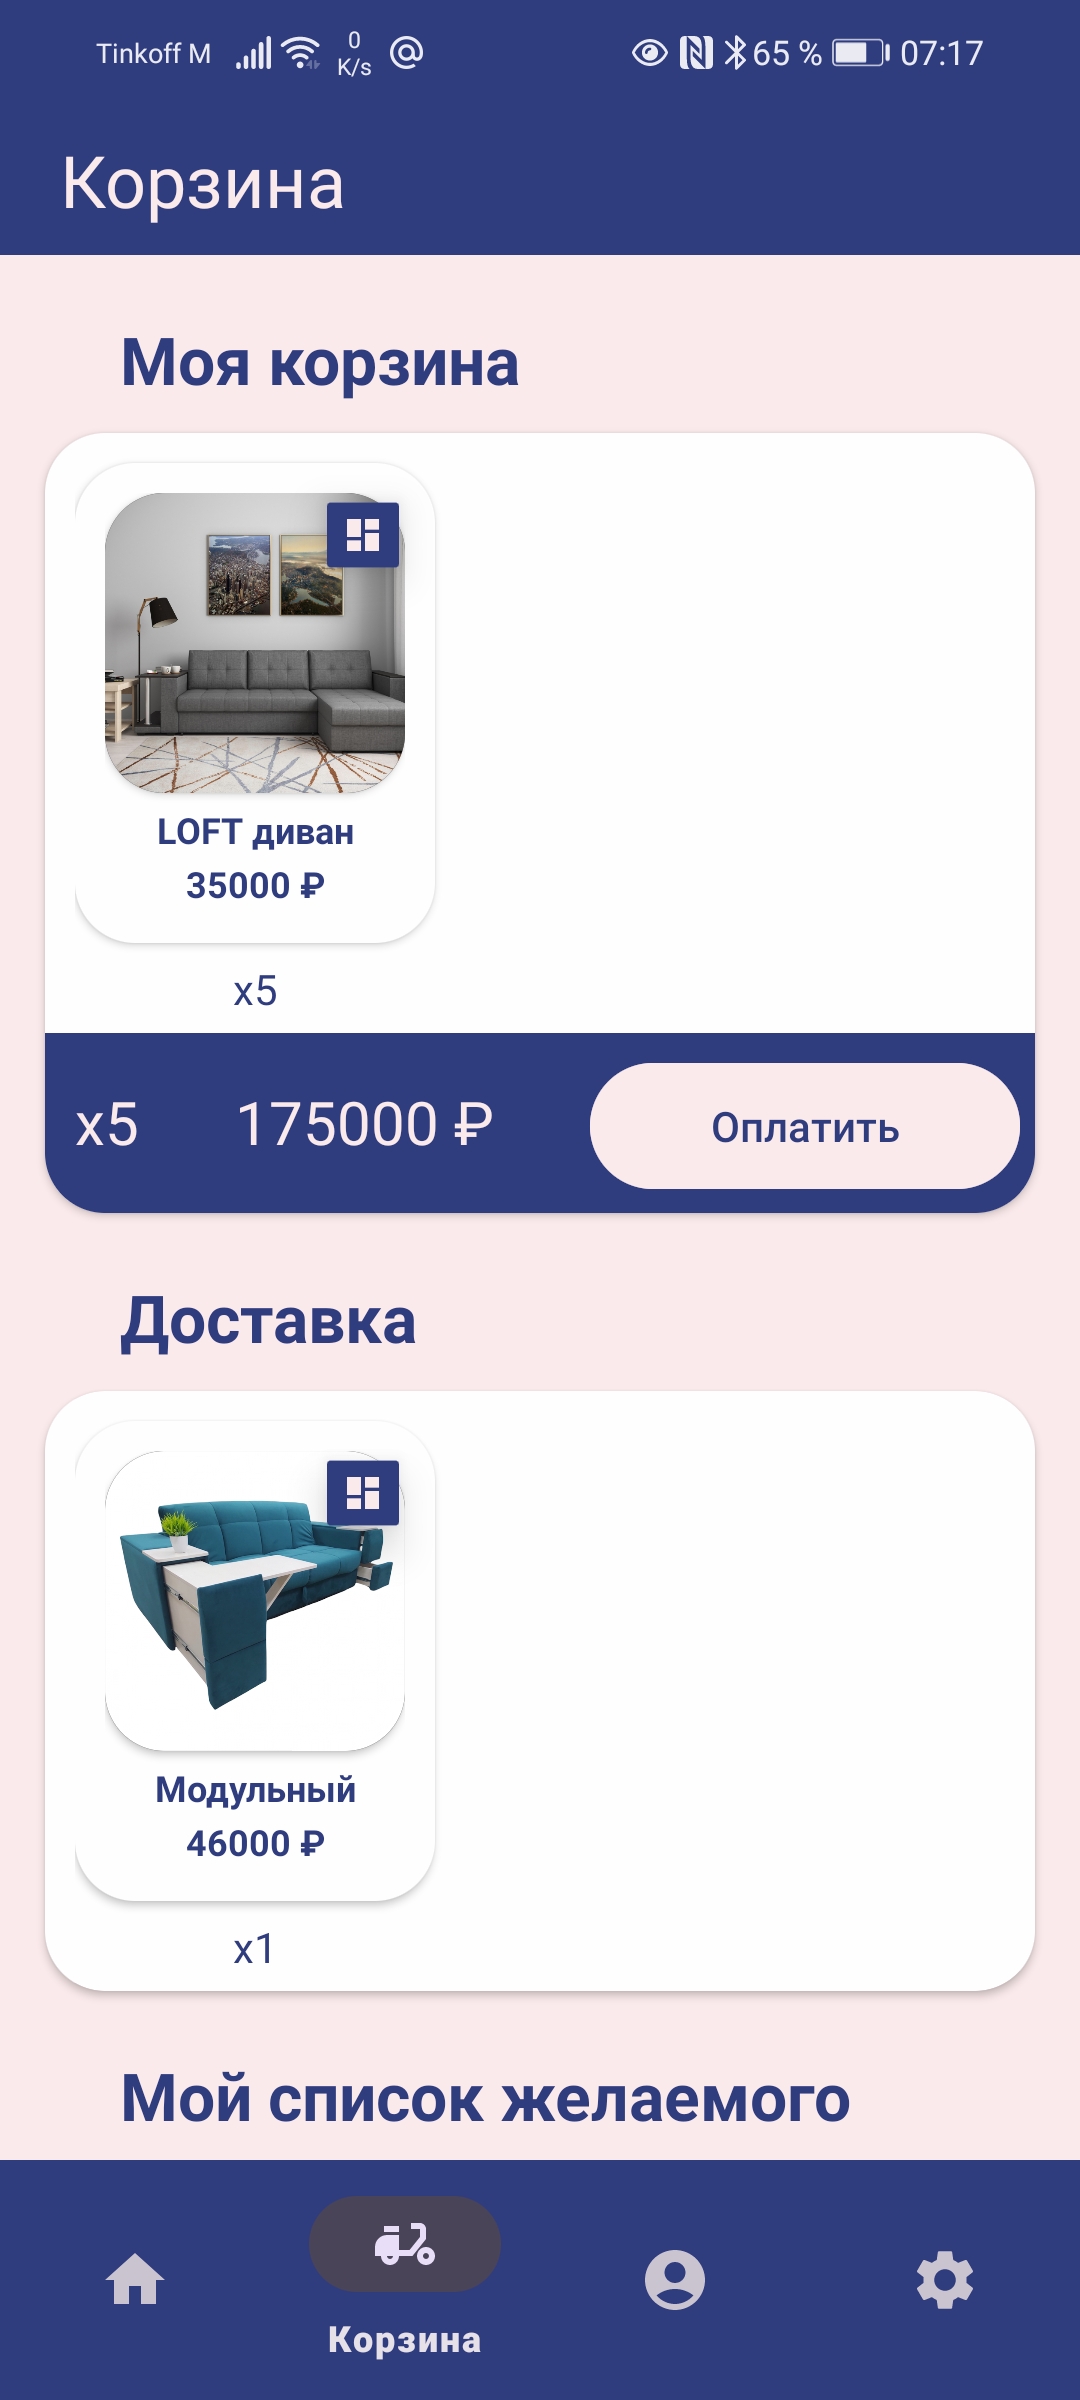 Tinkoff M 0 K/s 65 % 07:17
Корзина
Моя корзина
LOFT диван
35000 ₽
x5
x5 175000 ₽ Оплатить
Доставка
Модульный
46000 ₽
x1
Мой список желаемого
Корзина